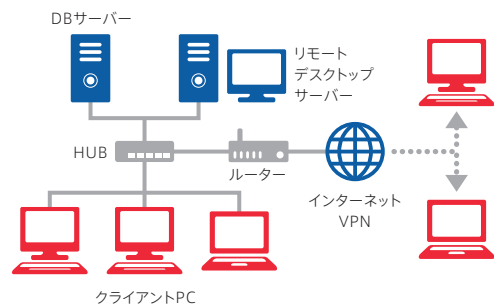 DBサーバー
リモート
デスクトップ
サーバー
HUB
ルーター
インターネット
VPN
クライアントPC